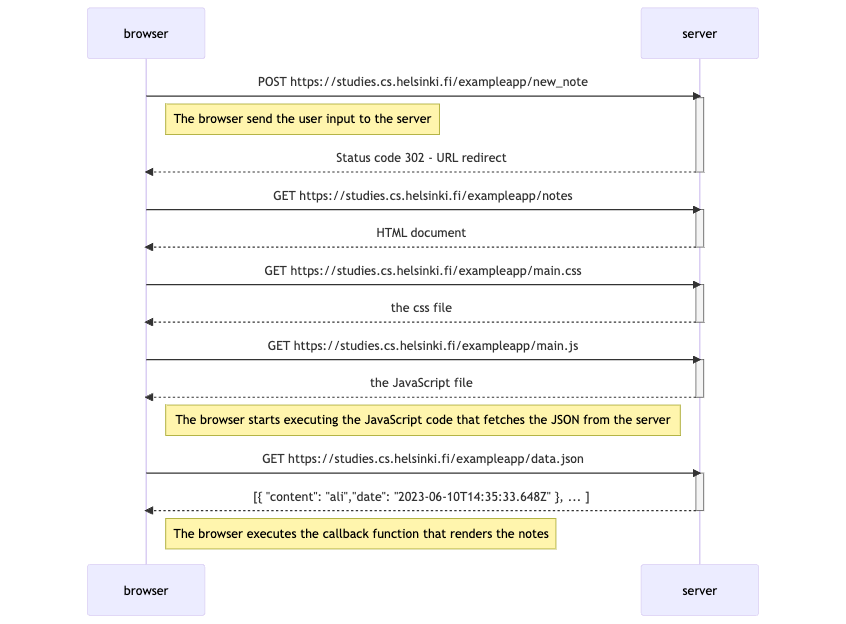 browser server
POST https://studies.cs.helsinki.fi/exampleapp/new_note
The browser send the user input to the server
Status code 302 - URL redirect
GET https://studies.cs.helsinki.fi/exampleapp/notes
HTML document
GET https://studies.cs.helsinki.fi/exampleapp/main.css
the css file
GET https://studies.cs.helsinki.fi/exampleapp/main.js
the JavaScript file
The browser starts executing the JavaScript code that fetches the JSON from the server
GET https://studies.cs.helsinki.fi/exampleapp/data.json
[{ "content": "ali","date": "2023-06-10T14:35:33.648Z" }, ... ]
The browser executes the callback function that renders the notes
browser server